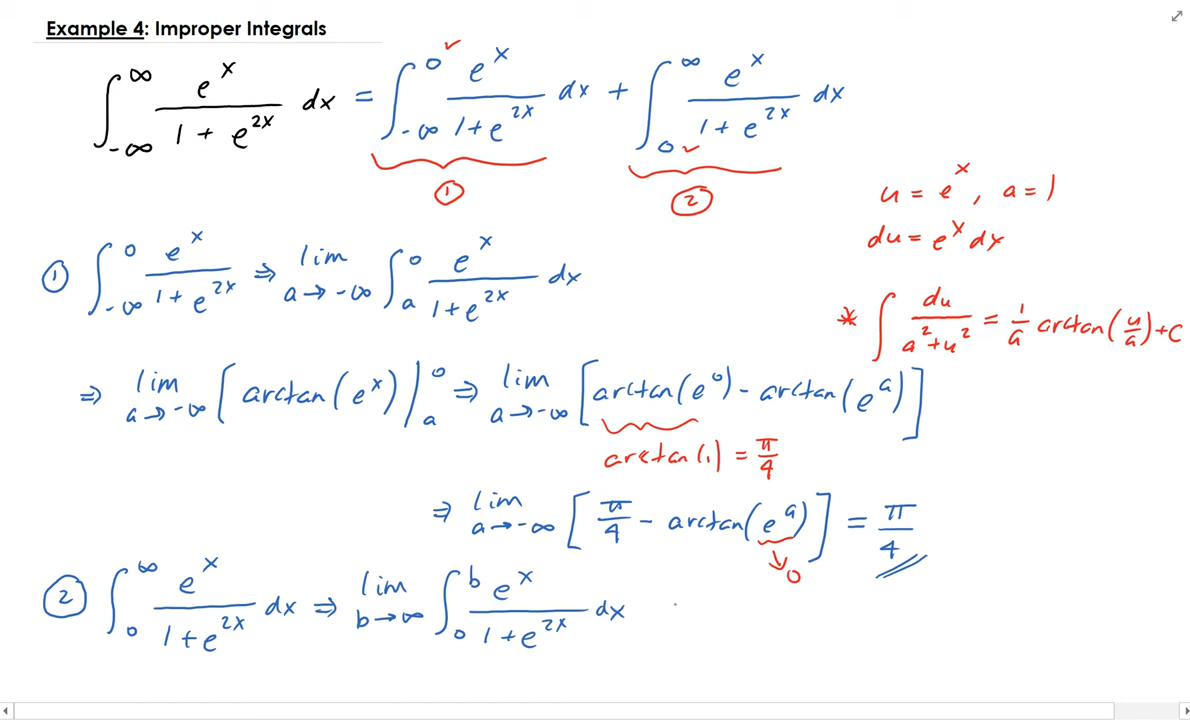 Example 4: Improper Integrals
∫_{-∞}^{∞} e^x / (1 + e^{2x}) dx = ∫_{-∞}^{0} e^x / (1 + e^{2x}) dx + ∫_{0}^{∞} e^x / (1 + e^{2x}) dx
① ②
u = e^x, a = 1
du = e^x dx
① ∫_{-∞}^{0} e^x / (1 + e^{2x}) ⇒ lim_{a→-∞} ∫_{a}^{0} e^x / (1 + e^{2x}) dx
* ∫ du / (a^2 + u^2) = 1/a arctan(u/a) + C
⇒ lim_{a→-∞} [arctan(e^x)|_{a}^{0} ⇒ lim_{a→-∞} [arctan(e^0) - arctan(e^a)]
arctan(1) = π/4
⇒ lim_{a→-∞} [π/4 - arctan(e^a)] = π/4
↘ 0
② ∫_{0}^{∞} e^x / (1 + e^{2x}) dx ⇒ lim_{b→∞} ∫_{0}^{b} e^x / (1 + e^{2x}) dx